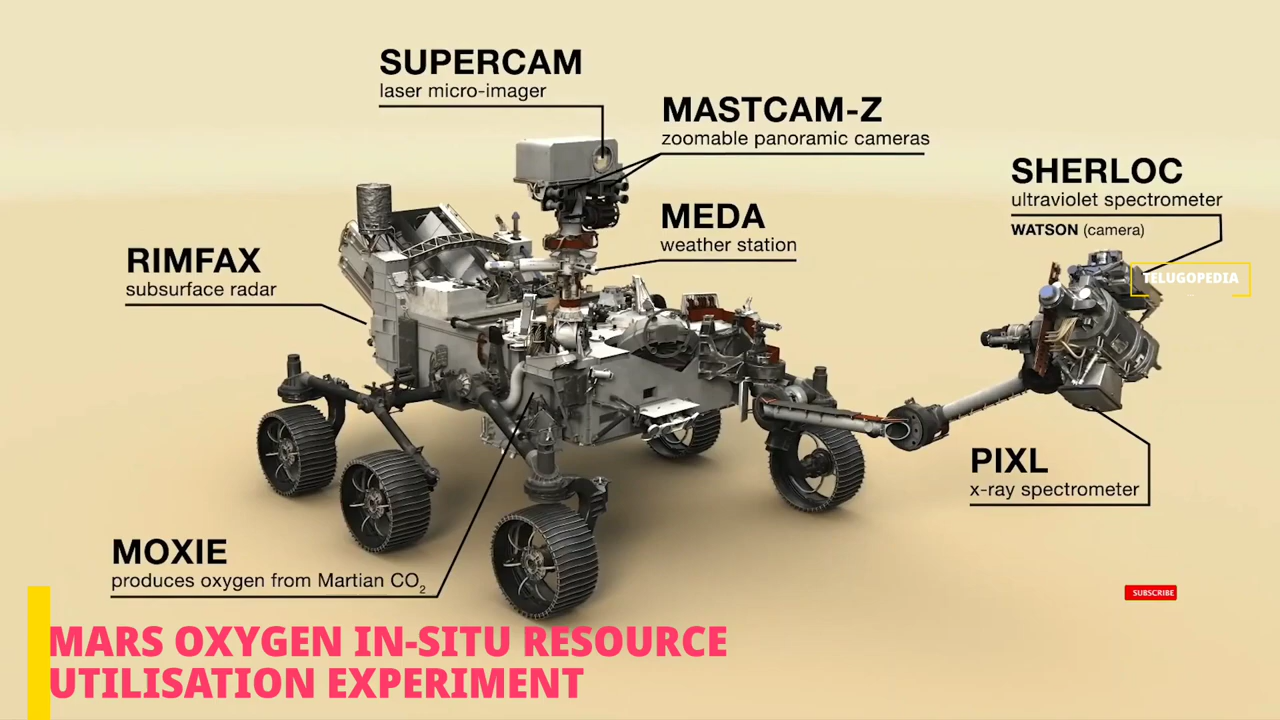 SUPERCAM
laser micro-imager
MASTCAM-Z
zoomable panoramic cameras
SHERLOC
ultraviolet spectrometer
WATSON (camera)
MEDA
weather station
RIMFAX
subsurface radar
TELUGOPEDIA
PIXL
x-ray spectrometer
MOXIE
produces oxygen from Martian CO₂
SUBSCRIBE
MARS OXYGEN IN-SITU RESOURCE
UTILISATION EXPERIMENT